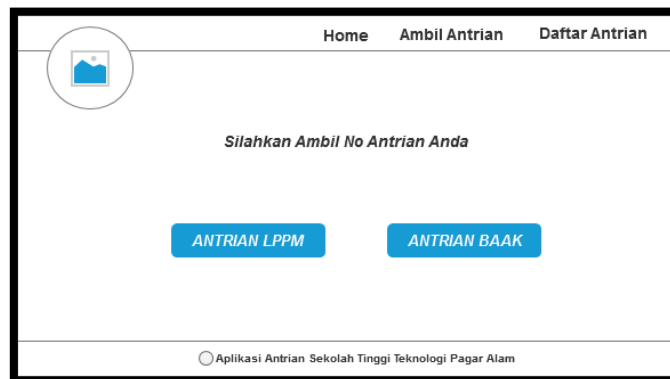 Home Ambil Antrian Daftar Antrian
Silahkan Ambil No Antrian Anda
ANTRIAN LPPM ANTRIAN BAAK
Aplikasi Antrian Sekolah Tinggi Teknologi Pagar Alam